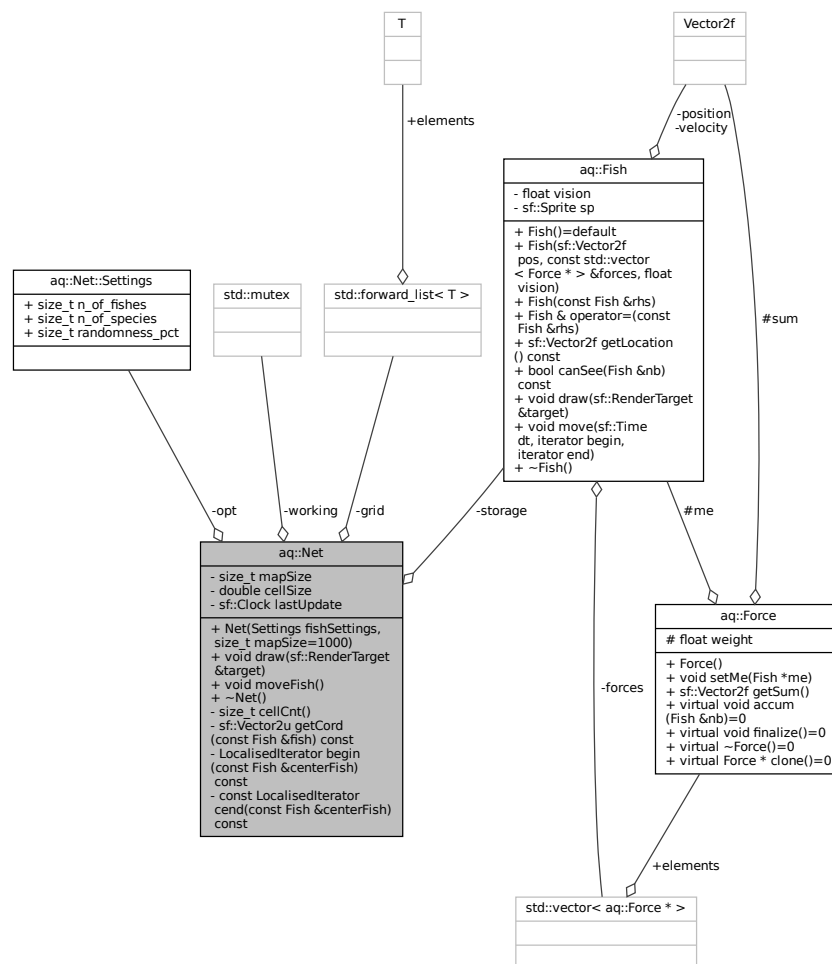 T
Vector2f
+elements
-position
-velocity
aq::Fish
- float vision
- sf::Sprite sp
+ Fish()=default
+ Fish(sf::Vector2f
pos, const std::vector
< Force * > &forces, float
vision)
+ Fish(const Fish &rhs)
+ Fish & operator=(const
Fish &rhs)
+ sf::Vector2f getLocation
() const
+ bool canSee(Fish &nb)
const
+ void draw(sf::RenderTarget
&target)
+ void move(sf::Time
dt, iterator begin,
iterator end)
+ ~Fish()
aq::Net::Settings
+ size_t n_of_fishes
+ size_t n_of_species
+ size_t randomness_pct
std::mutex
std::forward_list< T >
#sum
-opt
-working
-grid
-storage
#me
aq::Net
- size_t mapSize
- double cellSize
- sf::Clock lastUpdate
+ Net(Settings fishSettings,
size_t mapSize=1000)
+ void draw(sf::RenderTarget
&target)
+ void moveFish()
+ ~Net()
- size_t cellCnt()
- sf::Vector2u getCord
(const Fish &fish) const
- LocalisedIterator begin
(const Fish &centerFish)
const
- const LocalisedIterator
cend(const Fish &centerFish)
const
aq::Force
# float weight
+ Force()
+ void setMe(Fish *me)
+ sf::Vector2f getSum()
+ virtual void accum
(Fish &nb)=0
+ virtual void finalize()=0
+ virtual ~Force()=0
+ virtual Force * clone()=0
-forces
+elements
std::vector< aq::Force * >